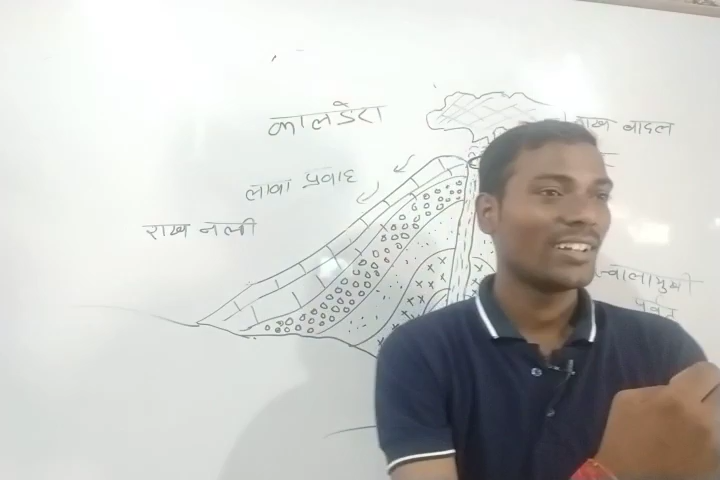 कालडेरा
राख बादल
लावा प्रवाह
राख नली
ज्वालामुखी
पर्वत